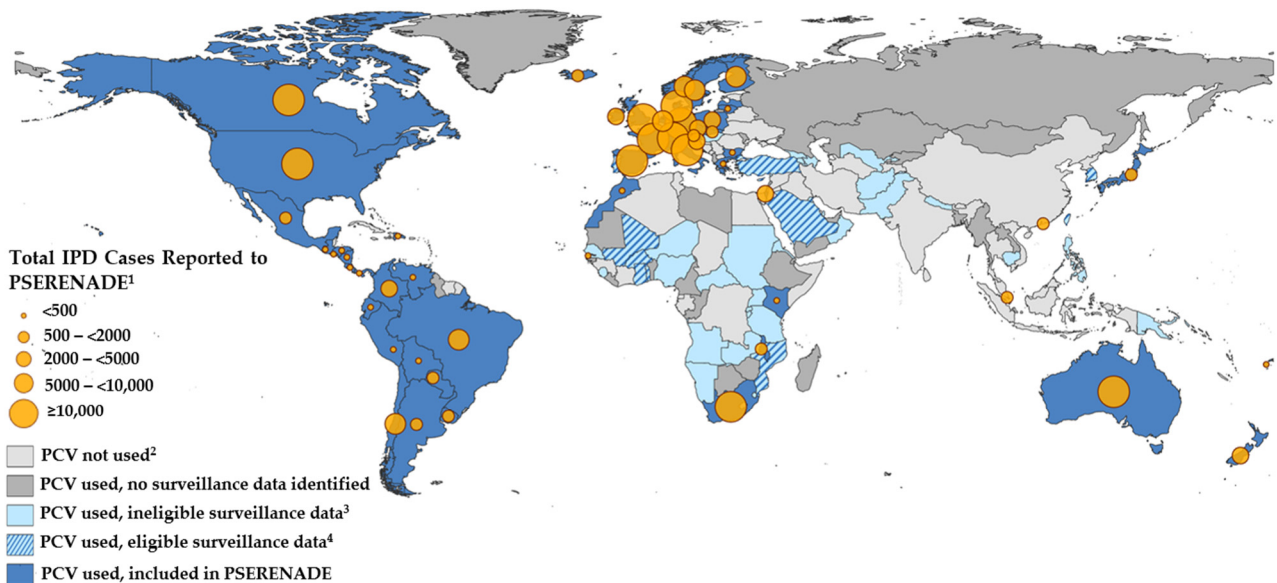 Total IPD Cases Reported to
PSERENADE¹
<500
500 – <2000
2000 – <5000
5000 – <10,000
≥10,000
PCV not used²
PCV used, no surveillance data identified
PCV used, ineligible surveillance data³
PCV used, eligible surveillance data⁴
PCV used, included in PSERENADE